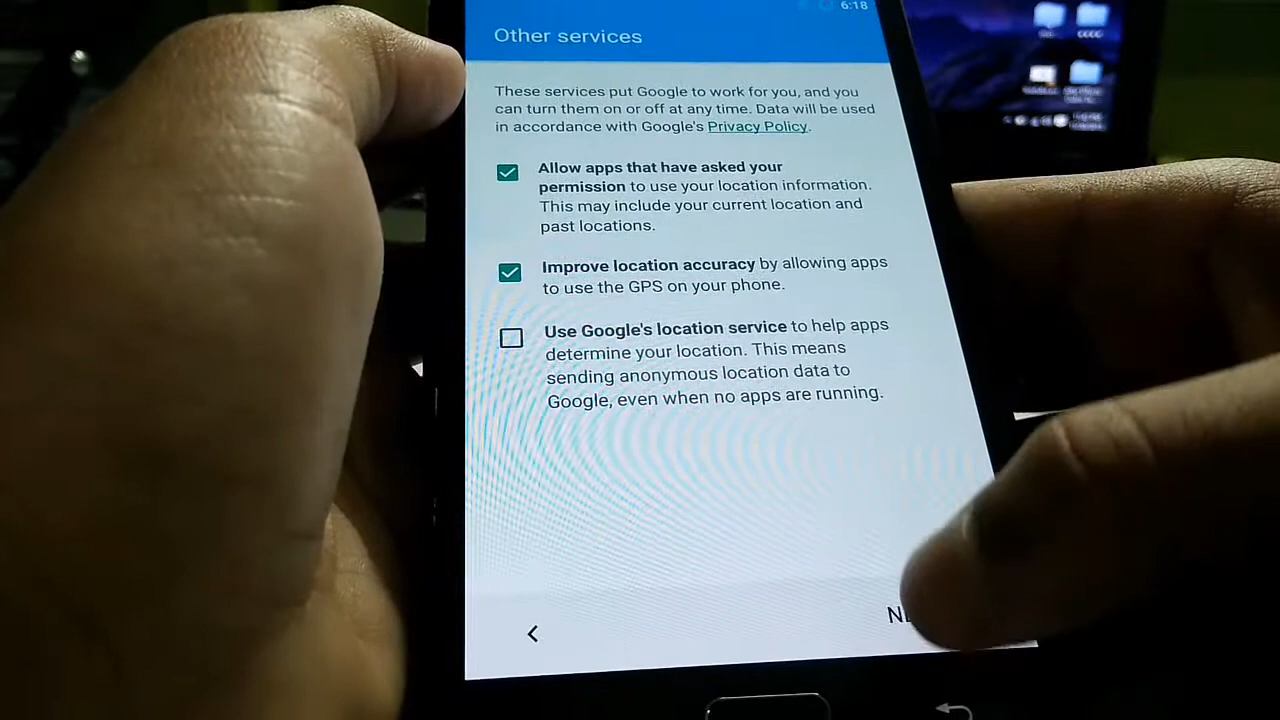 6:18
Other services
These services put Google to work for you, and you
can turn them on or off at any time. Data will be used
in accordance with Google's Privacy Policy.
Allow apps that have asked your
permission to use your location information.
This may include your current location and
past locations.
Improve location accuracy by allowing apps
to use the GPS on your phone.
Use Google's location service to help apps
determine your location. This means
sending anonymous location data to
Google, even when no apps are running.